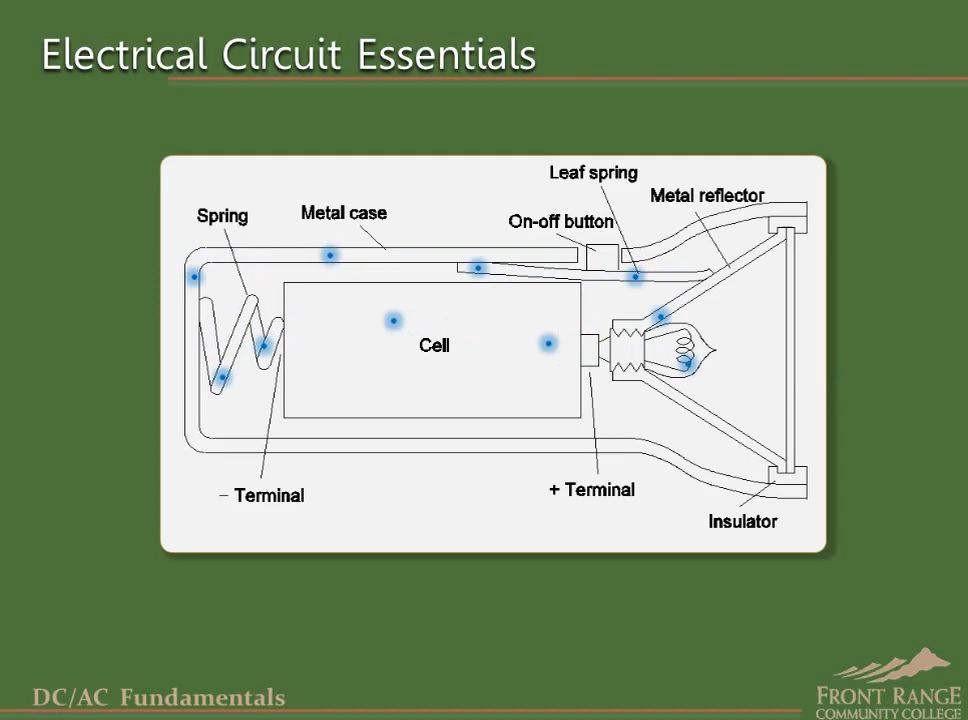 Electrical Circuit Essentials
Leaf spring
Metal reflector
Spring
Metal case
On-off button
Cell
− Terminal
+ Terminal
Insulator
DC/AC Fundamentals
FRONT RANGE
COMMUNITY COLLEGE